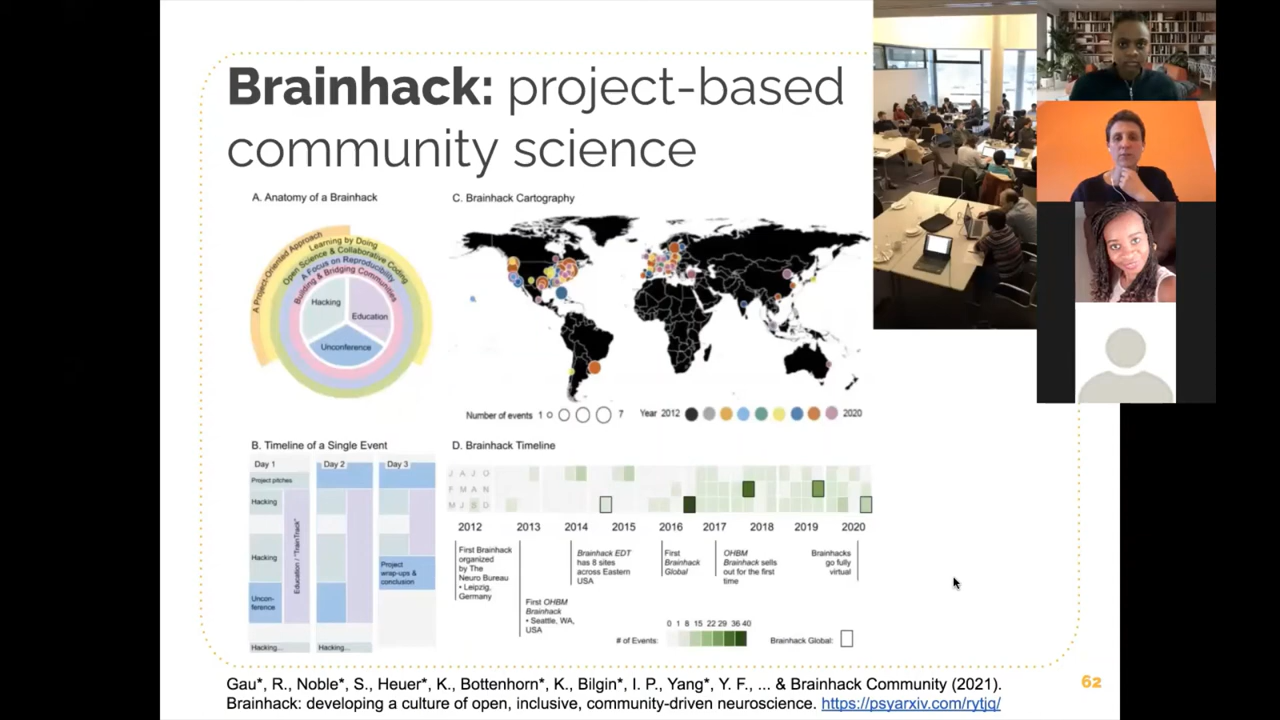 Brainhack: project-based
community science
A. Anatomy of a Brainhack
A Project-Oriented Approach
Learning by Doing
Open Science & Collaborative Coding
A Focus on Reproducibility
Building & Bridging Communities
Hacking
Education
Unconference
C. Brainhack Cartography
Number of events 1 7 Year 2012 2020
B. Timeline of a Single Event
Day 1 Day 2 Day 3
Project pitches
Hacking
Education / "TrainTrack"
Hacking
Uncon-
ference
Hacking...
Hacking...
Project
wrap-ups &
conclusion
D. Brainhack Timeline
J A J O
F M A N
M J S D
2012 2013 2014 2015 2016 2017 2018 2019 2020
First Brainhack
organized
by The
Neuro Bureau
• Leipzig,
Germany
First OHBM
Brainhack
• Seattle, WA,
USA
Brainhack EDT
has 8 sites
across Eastern
USA
First
Brainhack
Global
OHBM
Brainhack sells
out for the first
time
Brainhacks
go fully
virtual
0 1 8 15 22 29 36 40
# of Events:
Brainhack Global:
Gau*, R., Noble*, S., Heuer*, K., Bottenhorn*, K., Bilgin*, I. P., Yang*, Y. F., ... & Brainhack Community (2021).
Brainhack: developing a culture of open, inclusive, community-driven neuroscience. https://psyarxiv.com/rytjq/
62